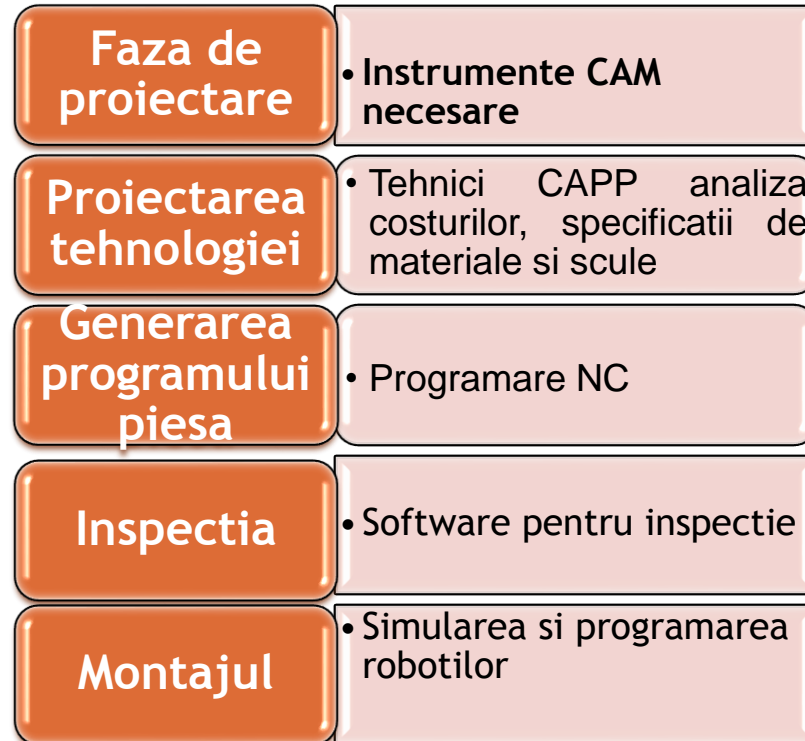 Faza de
proiectare
• Instrumente CAM
necesare
Proiectarea
tehnologiei
• Tehnici CAPP analiza
costurilor, specificatii de
materiale si scule
Generarea
programului
piesa
• Programare NC
Inspectia
• Software pentru inspectie
Montajul
• Simularea si programarea
robotilor